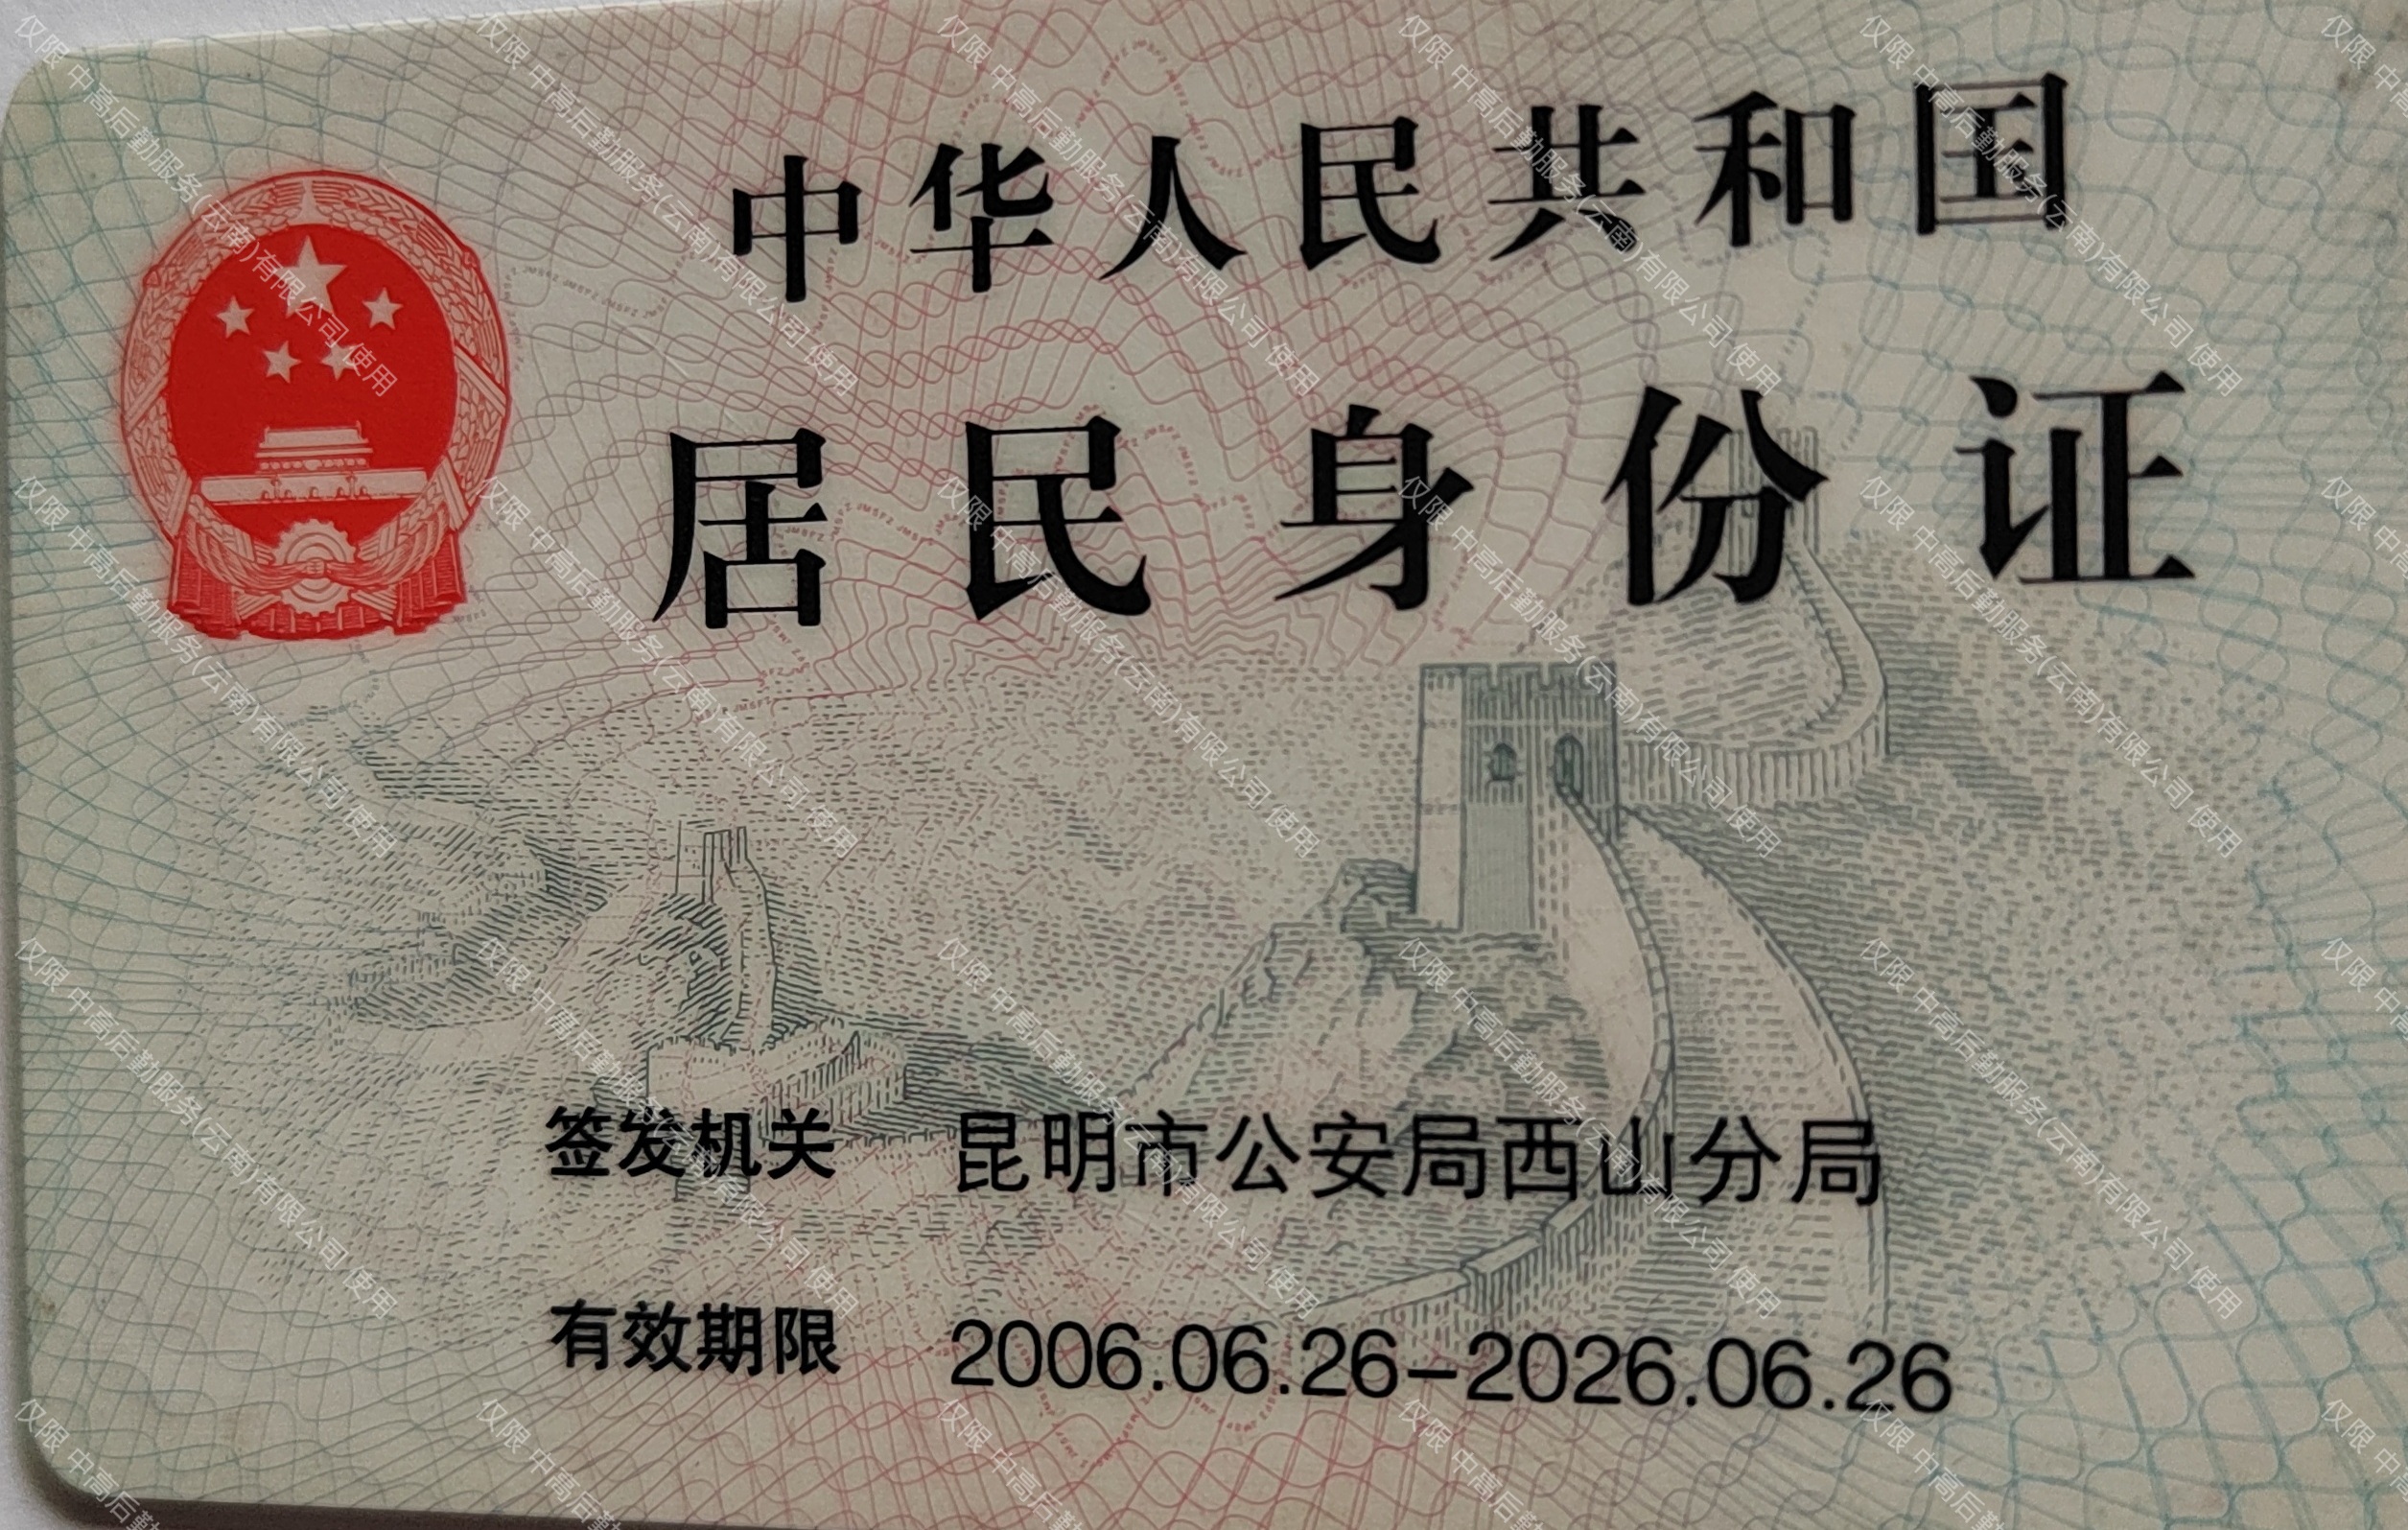 中华人民共和国
居民身份证
签发机关 昆明市公安局西山分局
有效期限 2006.06.26-2026.06.26
仅限 中高后勤服务(云南)有限公司 使用